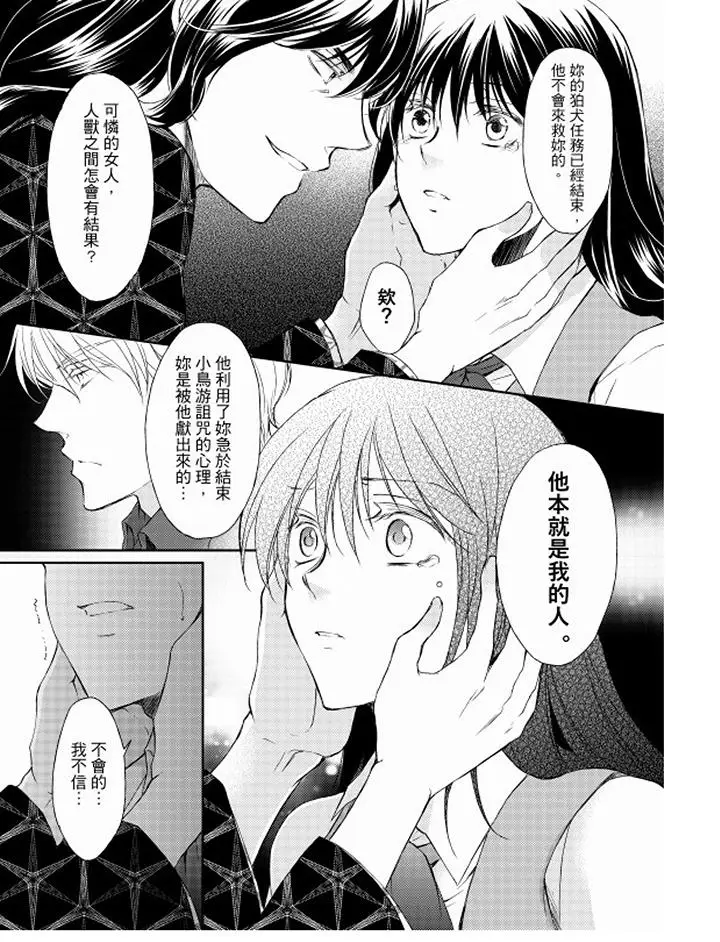 妳的狛犬任務已經結束，
他不會來救妳的。
可憐的女人，
人獸之間怎會有結果？
欸？
他利用了妳急於結束
小鳥游詛咒的心理，
妳是被他獻出來的…
他本就是我的人。
不會的…
我不信…